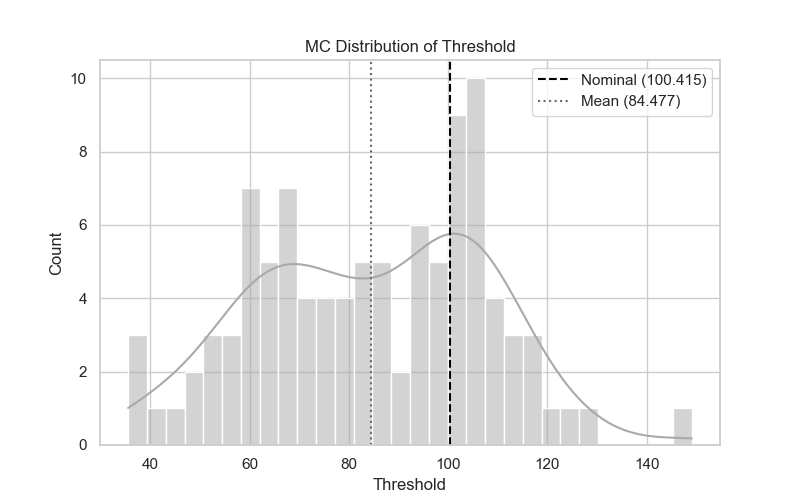 MC Distribution of Threshold
Nominal (100.415)
Mean (84.477)
Count
10
8
6
4
2
0
40
60
80
100
120
140
Threshold